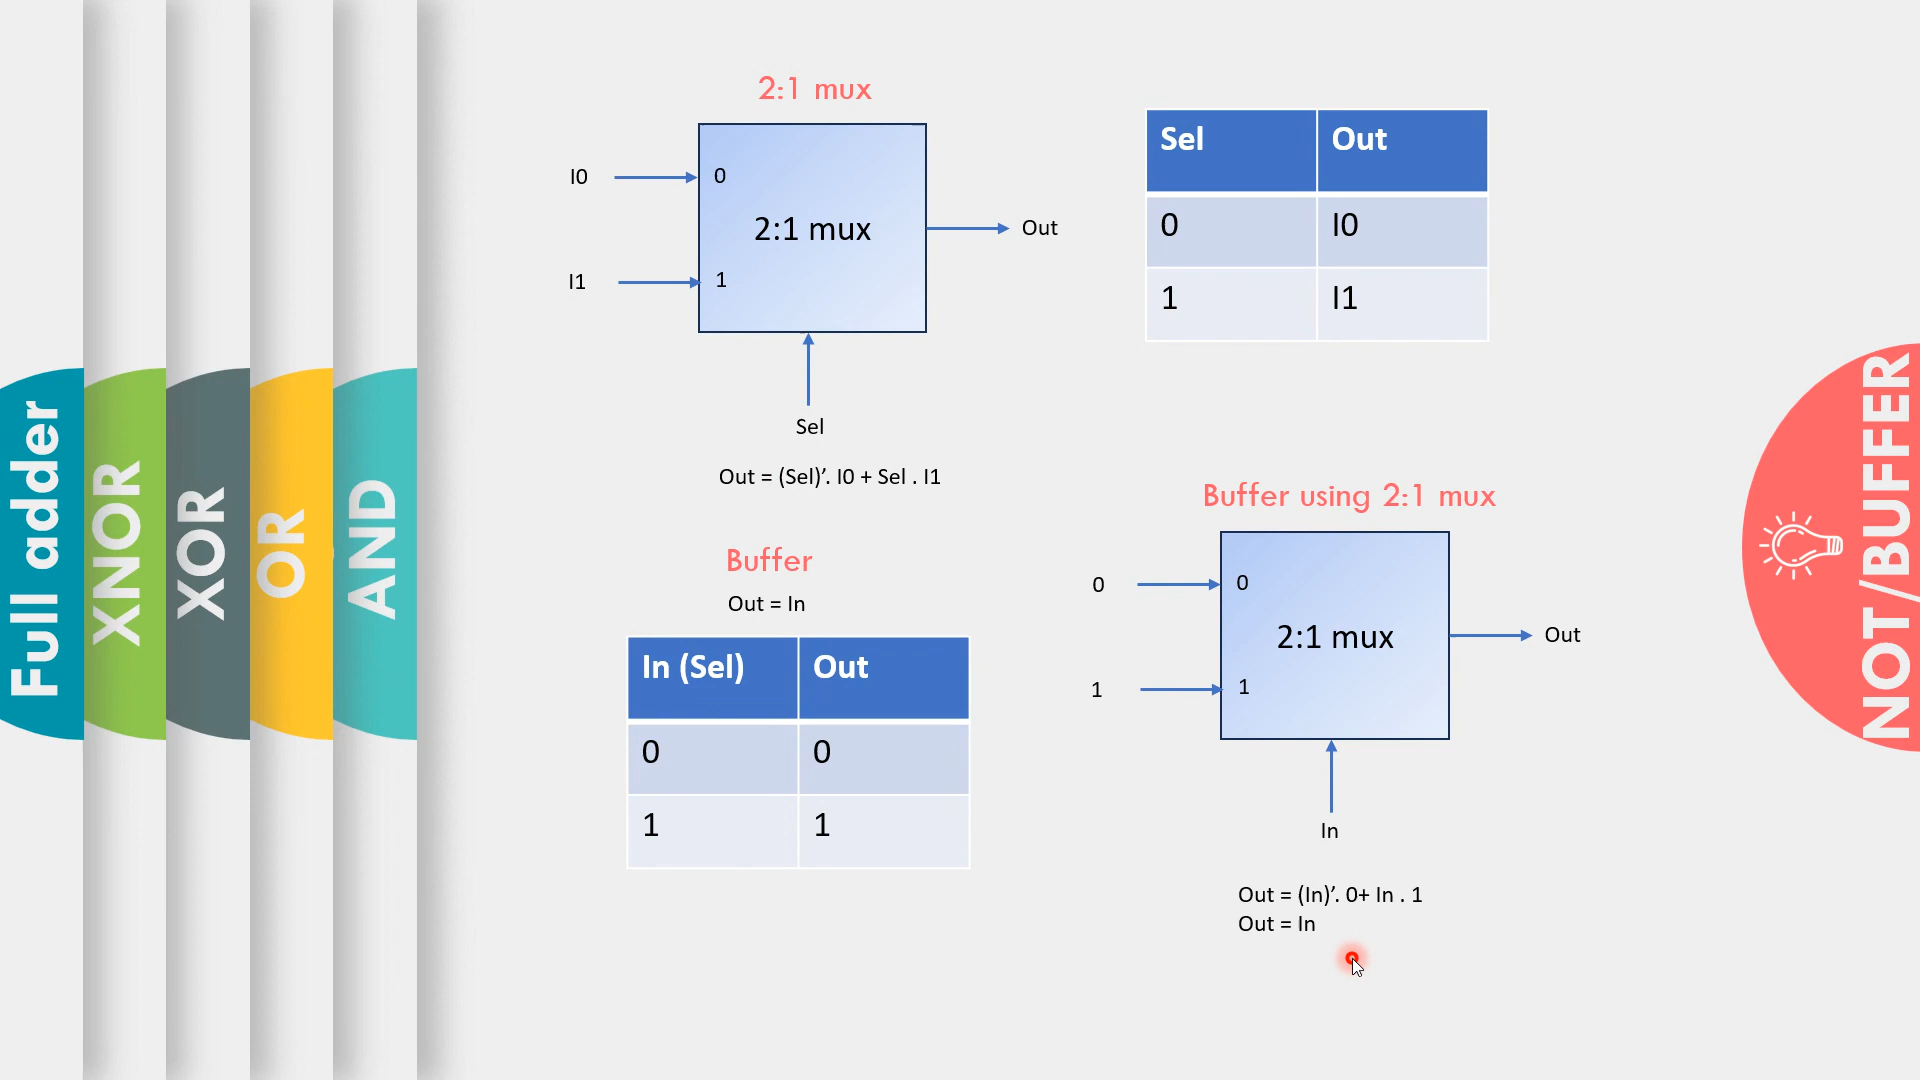 Full adder
XNOR
XOR
OR
AND
2:1 mux
I0
0
2:1 mux
Out
I1
1
Sel
Out = (Sel)’. I0 + Sel . I1
Sel Out
0 I0
1 I1
Buffer
Out = In
In (Sel) Out
0 0
1 1
Buffer using 2:1 mux
0
0
2:1 mux
Out
1
1
In
Out = (In)’. 0+ In . 1
Out = In
NOT/BUFFER